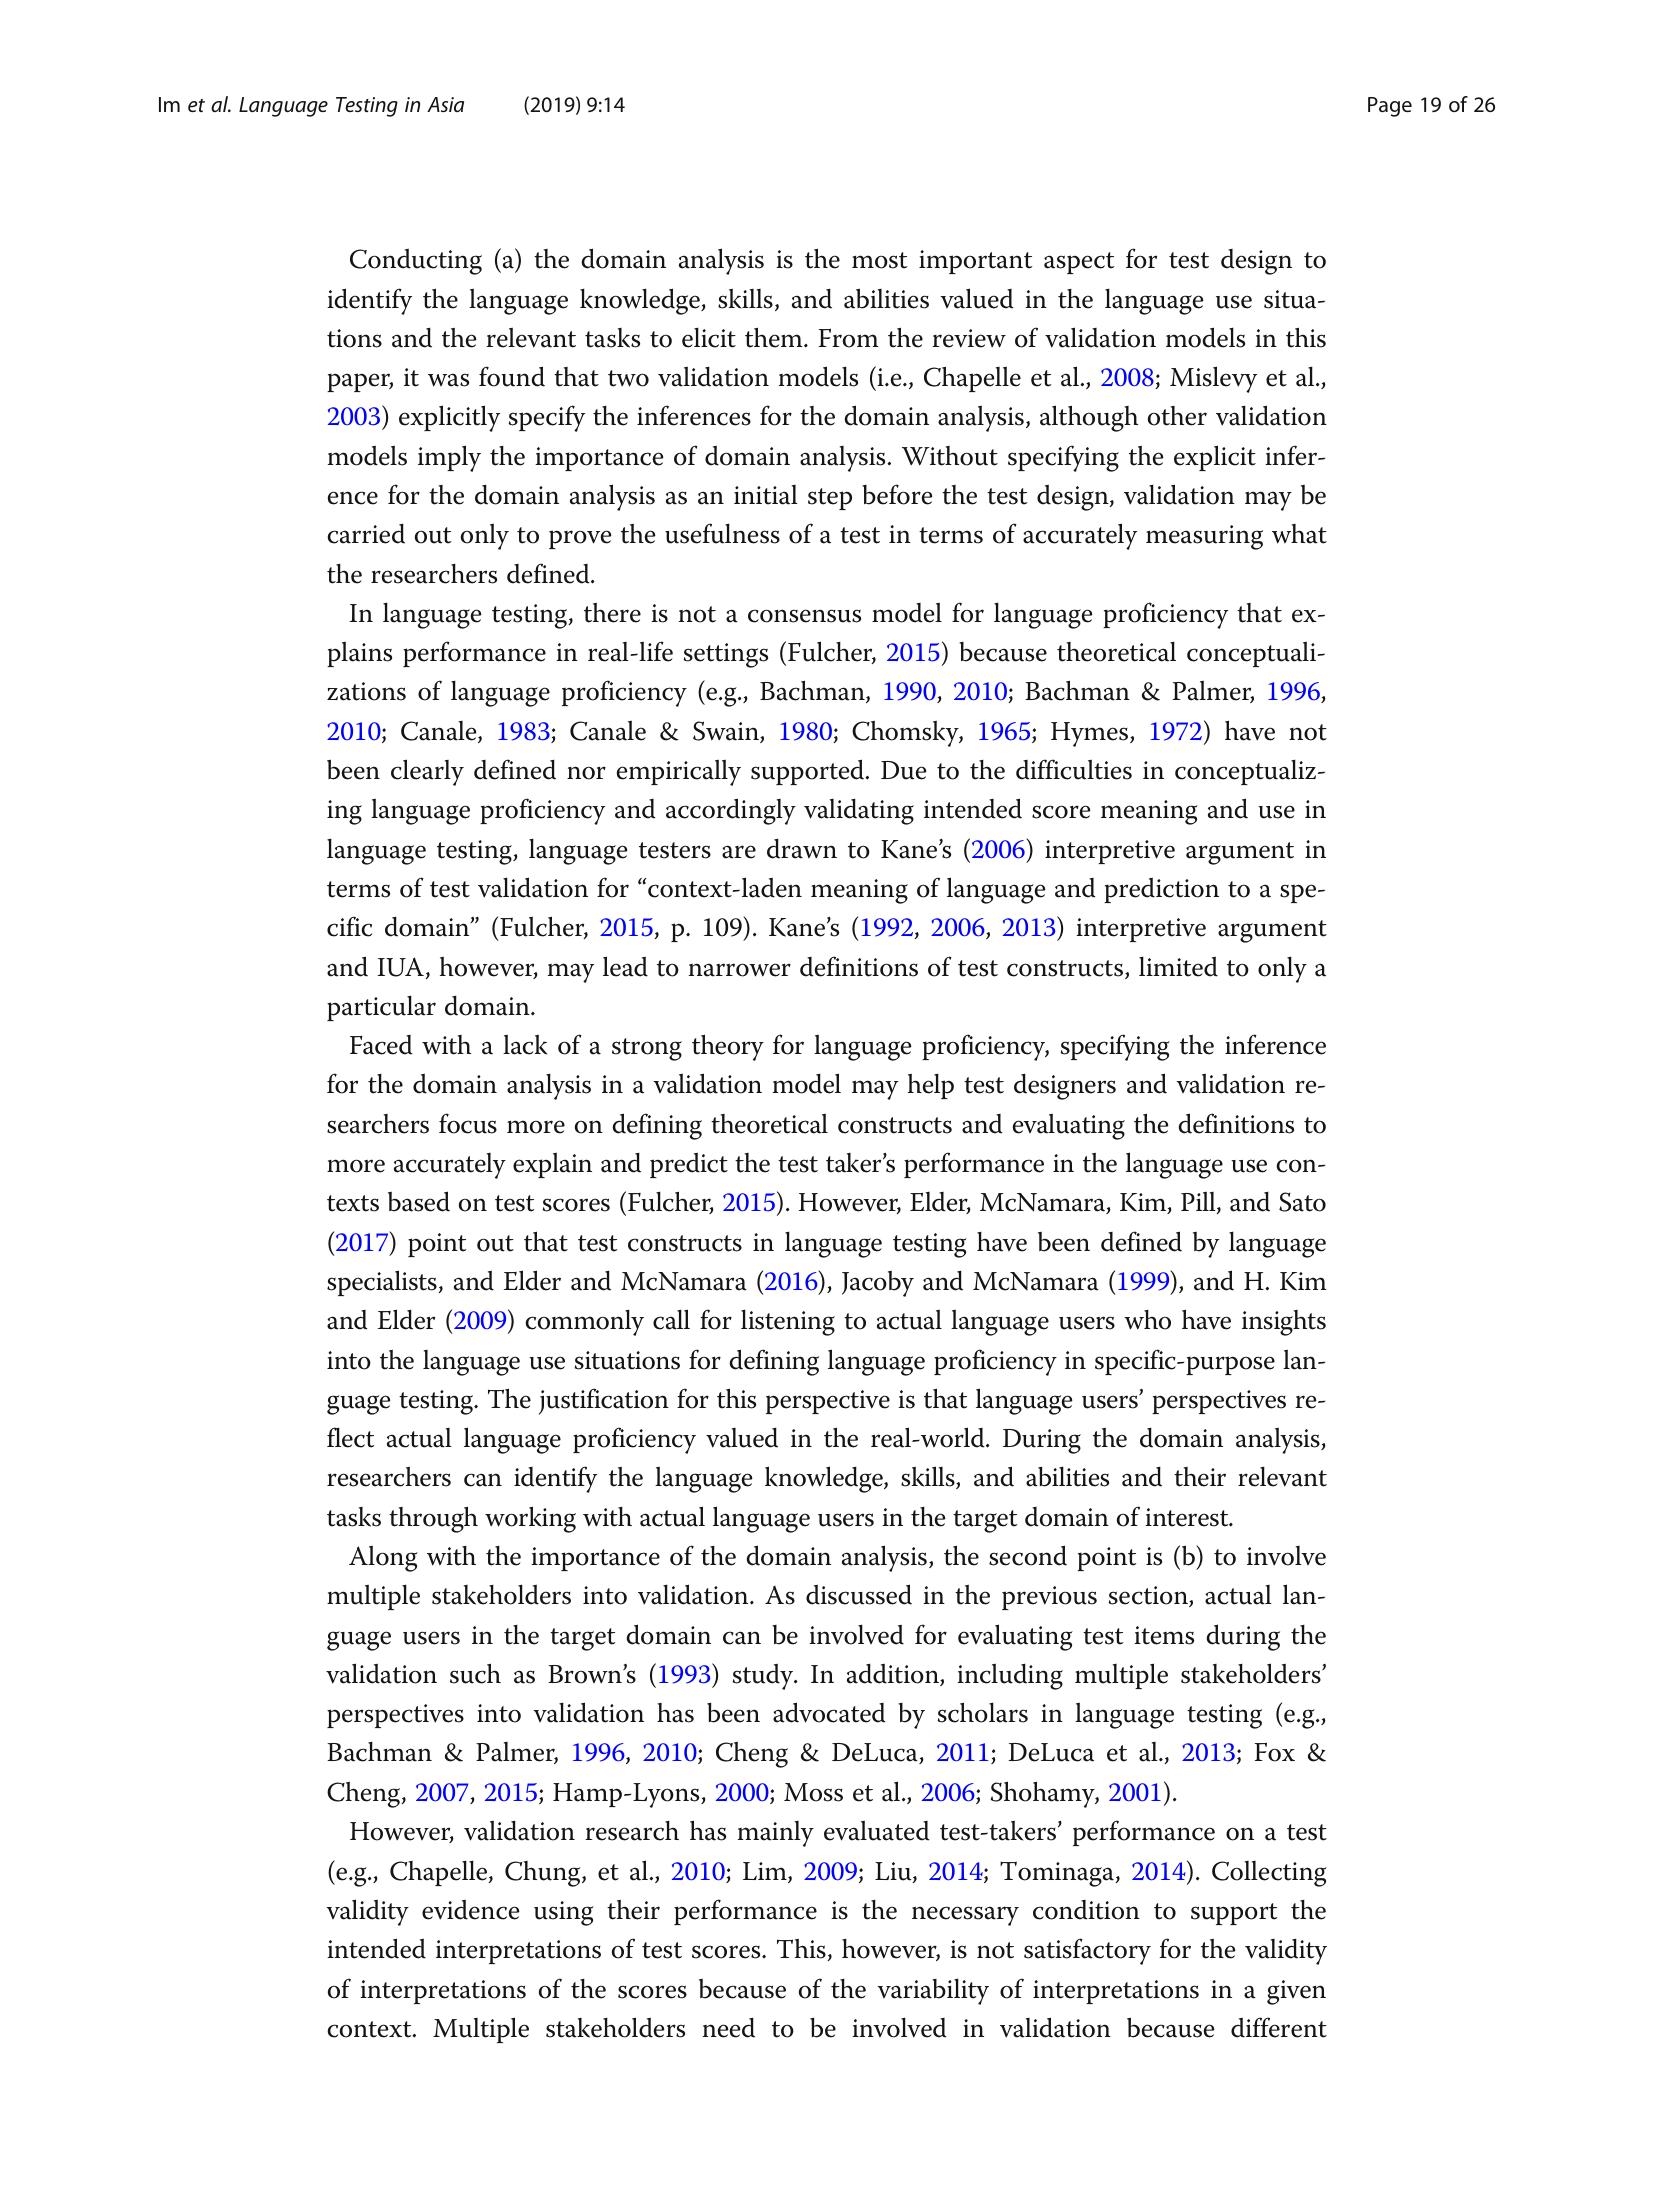 Im et al. Language Testing in Asia (2019) 9:14 Page 19 of 26
Conducting (a) the domain analysis is the most important aspect for test design to
identify the language knowledge, skills, and abilities valued in the language use situa-
tions and the relevant tasks to elicit them. From the review of validation models in this
paper, it was found that two validation models (i.e., Chapelle et al., 2008; Mislevy et al.,
2003) explicitly specify the inferences for the domain analysis, although other validation
models imply the importance of domain analysis. Without specifying the explicit infer-
ence for the domain analysis as an initial step before the test design, validation may be
carried out only to prove the usefulness of a test in terms of accurately measuring what
the researchers defined.
In language testing, there is not a consensus model for language proficiency that ex-
plains performance in real-life settings (Fulcher, 2015) because theoretical conceptuali-
zations of language proficiency (e.g., Bachman, 1990, 2010; Bachman & Palmer, 1996,
2010; Canale, 1983; Canale & Swain, 1980; Chomsky, 1965; Hymes, 1972) have not
been clearly defined nor empirically supported. Due to the difficulties in conceptualiz-
ing language proficiency and accordingly validating intended score meaning and use in
language testing, language testers are drawn to Kane's (2006) interpretive argument in
terms of test validation for "context-laden meaning of language and prediction to a spe-
cific domain" (Fulcher, 2015, p. 109). Kane's (1992, 2006, 2013) interpretive argument
and IUA, however, may lead to narrower definitions of test constructs, limited to only a
particular domain.
Faced with a lack of a strong theory for language proficiency, specifying the inference
for the domain analysis in a validation model may help test designers and validation re-
searchers focus more on defining theoretical constructs and evaluating the definitions to
more accurately explain and predict the test taker's performance in the language use con-
texts based on test scores (Fulcher, 2015). However, Elder, McNamara, Kim, Pill, and Sato
(2017) point out that test constructs in language testing have been defined by language
specialists, and Elder and McNamara (2016), Jacoby and McNamara (1999), and H. Kim
and Elder (2009) commonly call for listening to actual language users who have insights
into the language use situations for defining language proficiency in specific-purpose lan-
guage testing. The justification for this perspective is that language users' perspectives re-
flect actual language proficiency valued in the real-world. During the domain analysis,
researchers can identify the language knowledge, skills, and abilities and their relevant
tasks through working with actual language users in the target domain of interest.
Along with the importance of the domain analysis, the second point is (b) to involve
multiple stakeholders into validation. As discussed in the previous section, actual lan-
guage users in the target domain can be involved for evaluating test items during the
validation such as Brown's (1993) study. In addition, including multiple stakeholders'
perspectives into validation has been advocated by scholars in language testing (e.g.,
Bachman & Palmer, 1996, 2010; Cheng & DeLuca, 2011; DeLuca et al., 2013; Fox &
Cheng, 2007, 2015; Hamp-Lyons, 2000; Moss et al., 2006; Shohamy, 2001).
However, validation research has mainly evaluated test-takers' performance on a test
(e.g., Chapelle, Chung, et al., 2010; Lim, 2009; Liu, 2014; Tominaga, 2014). Collecting
validity evidence using their performance is the necessary condition to support the
intended interpretations of test scores. This, however, is not satisfactory for the validity
of interpretations of the scores because of the variability of interpretations in a given
context. Multiple stakeholders need to be involved in validation because different